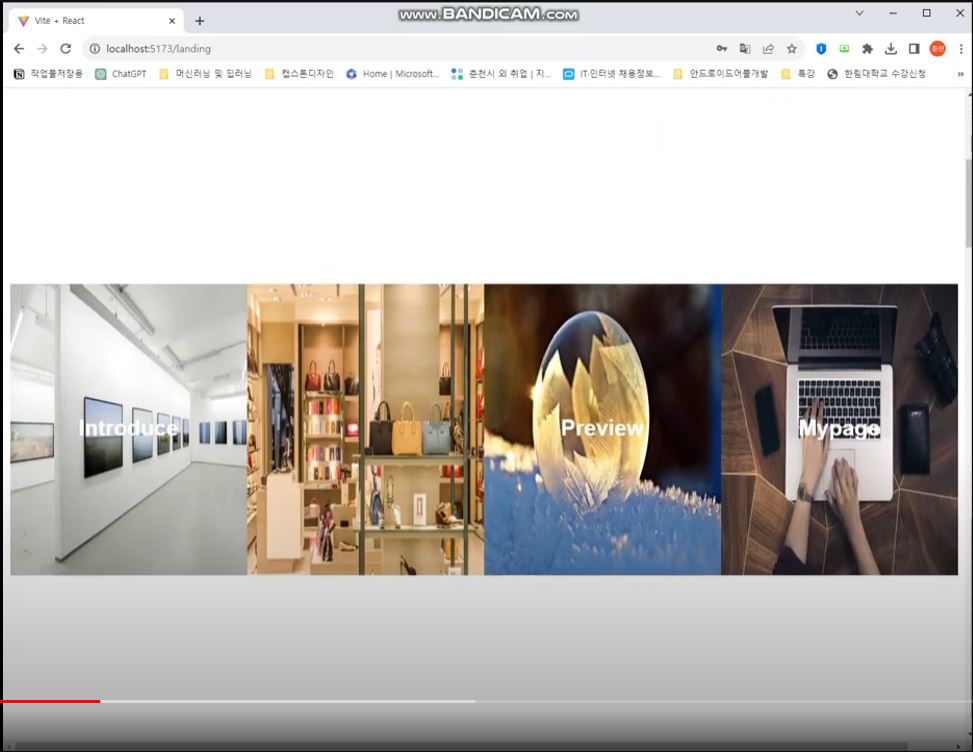 www.BANDICAM.com
Vite + React
localhost:5173/landing
작업물저장용 ChatGPT 머신러닝 및 딥러닝 캡스톤디자인 Home | Microsoft... 춘천시 외 취업 | 지... IT·인터넷 채용정보... 안드로이드어플개발 특강 한림대학교 수강신청 »
Introduce Preview Mypage